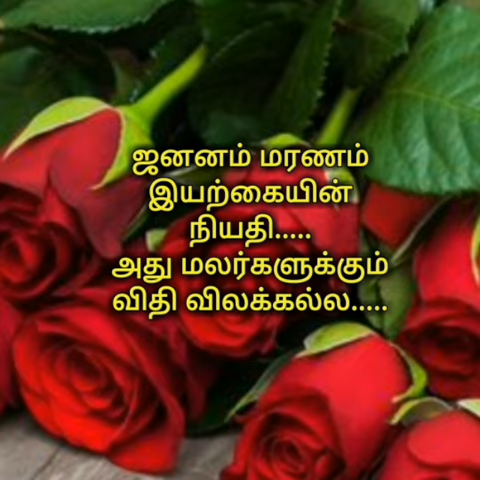 ஜனனம் மரணம்
இயற்கையின்
நியதி.....
அது மலர்களுக்கும்
விதி விலக்கல்ல.....